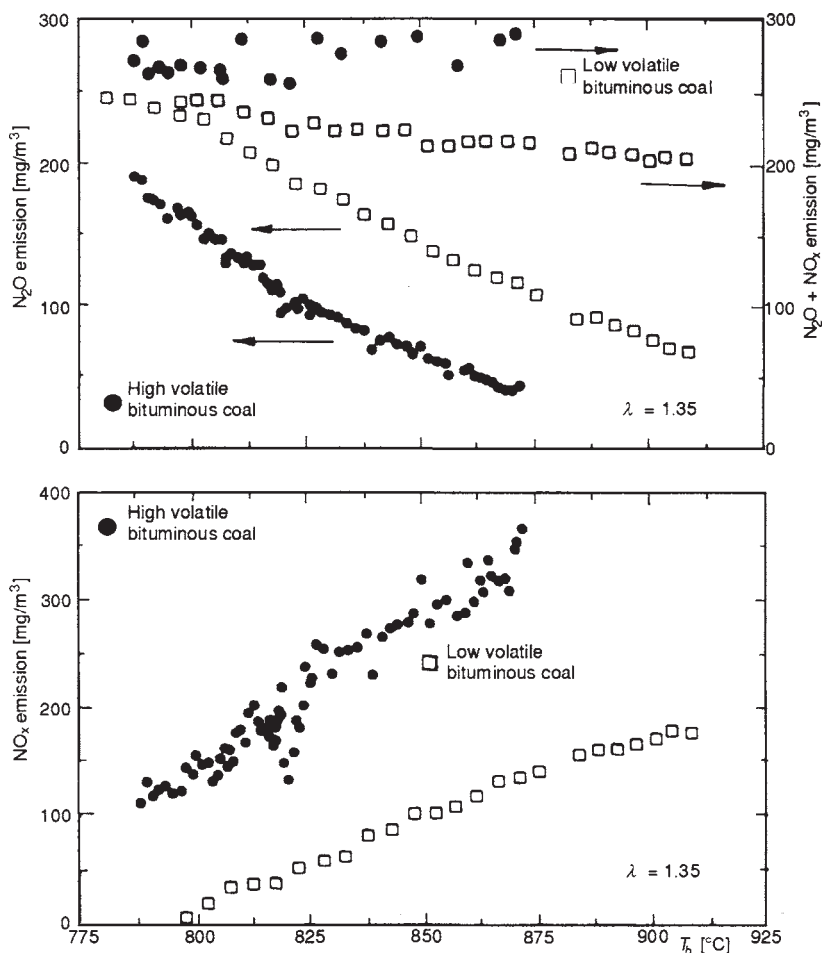 300
200
100
0
N₂O emission [mg/m³]
300
200
100
0
N₂O + NOₓ emission [mg/m³]
Low volatile
bituminous coal
High volatile
bituminous coal
λ = 1.35
400
300
200
100
0
NOₓ emission [mg/m³]
High volatile
bituminous coal
Low volatile
bituminous coal
λ = 1.35
775
800
825
850
875
900
925
T_b [°C]